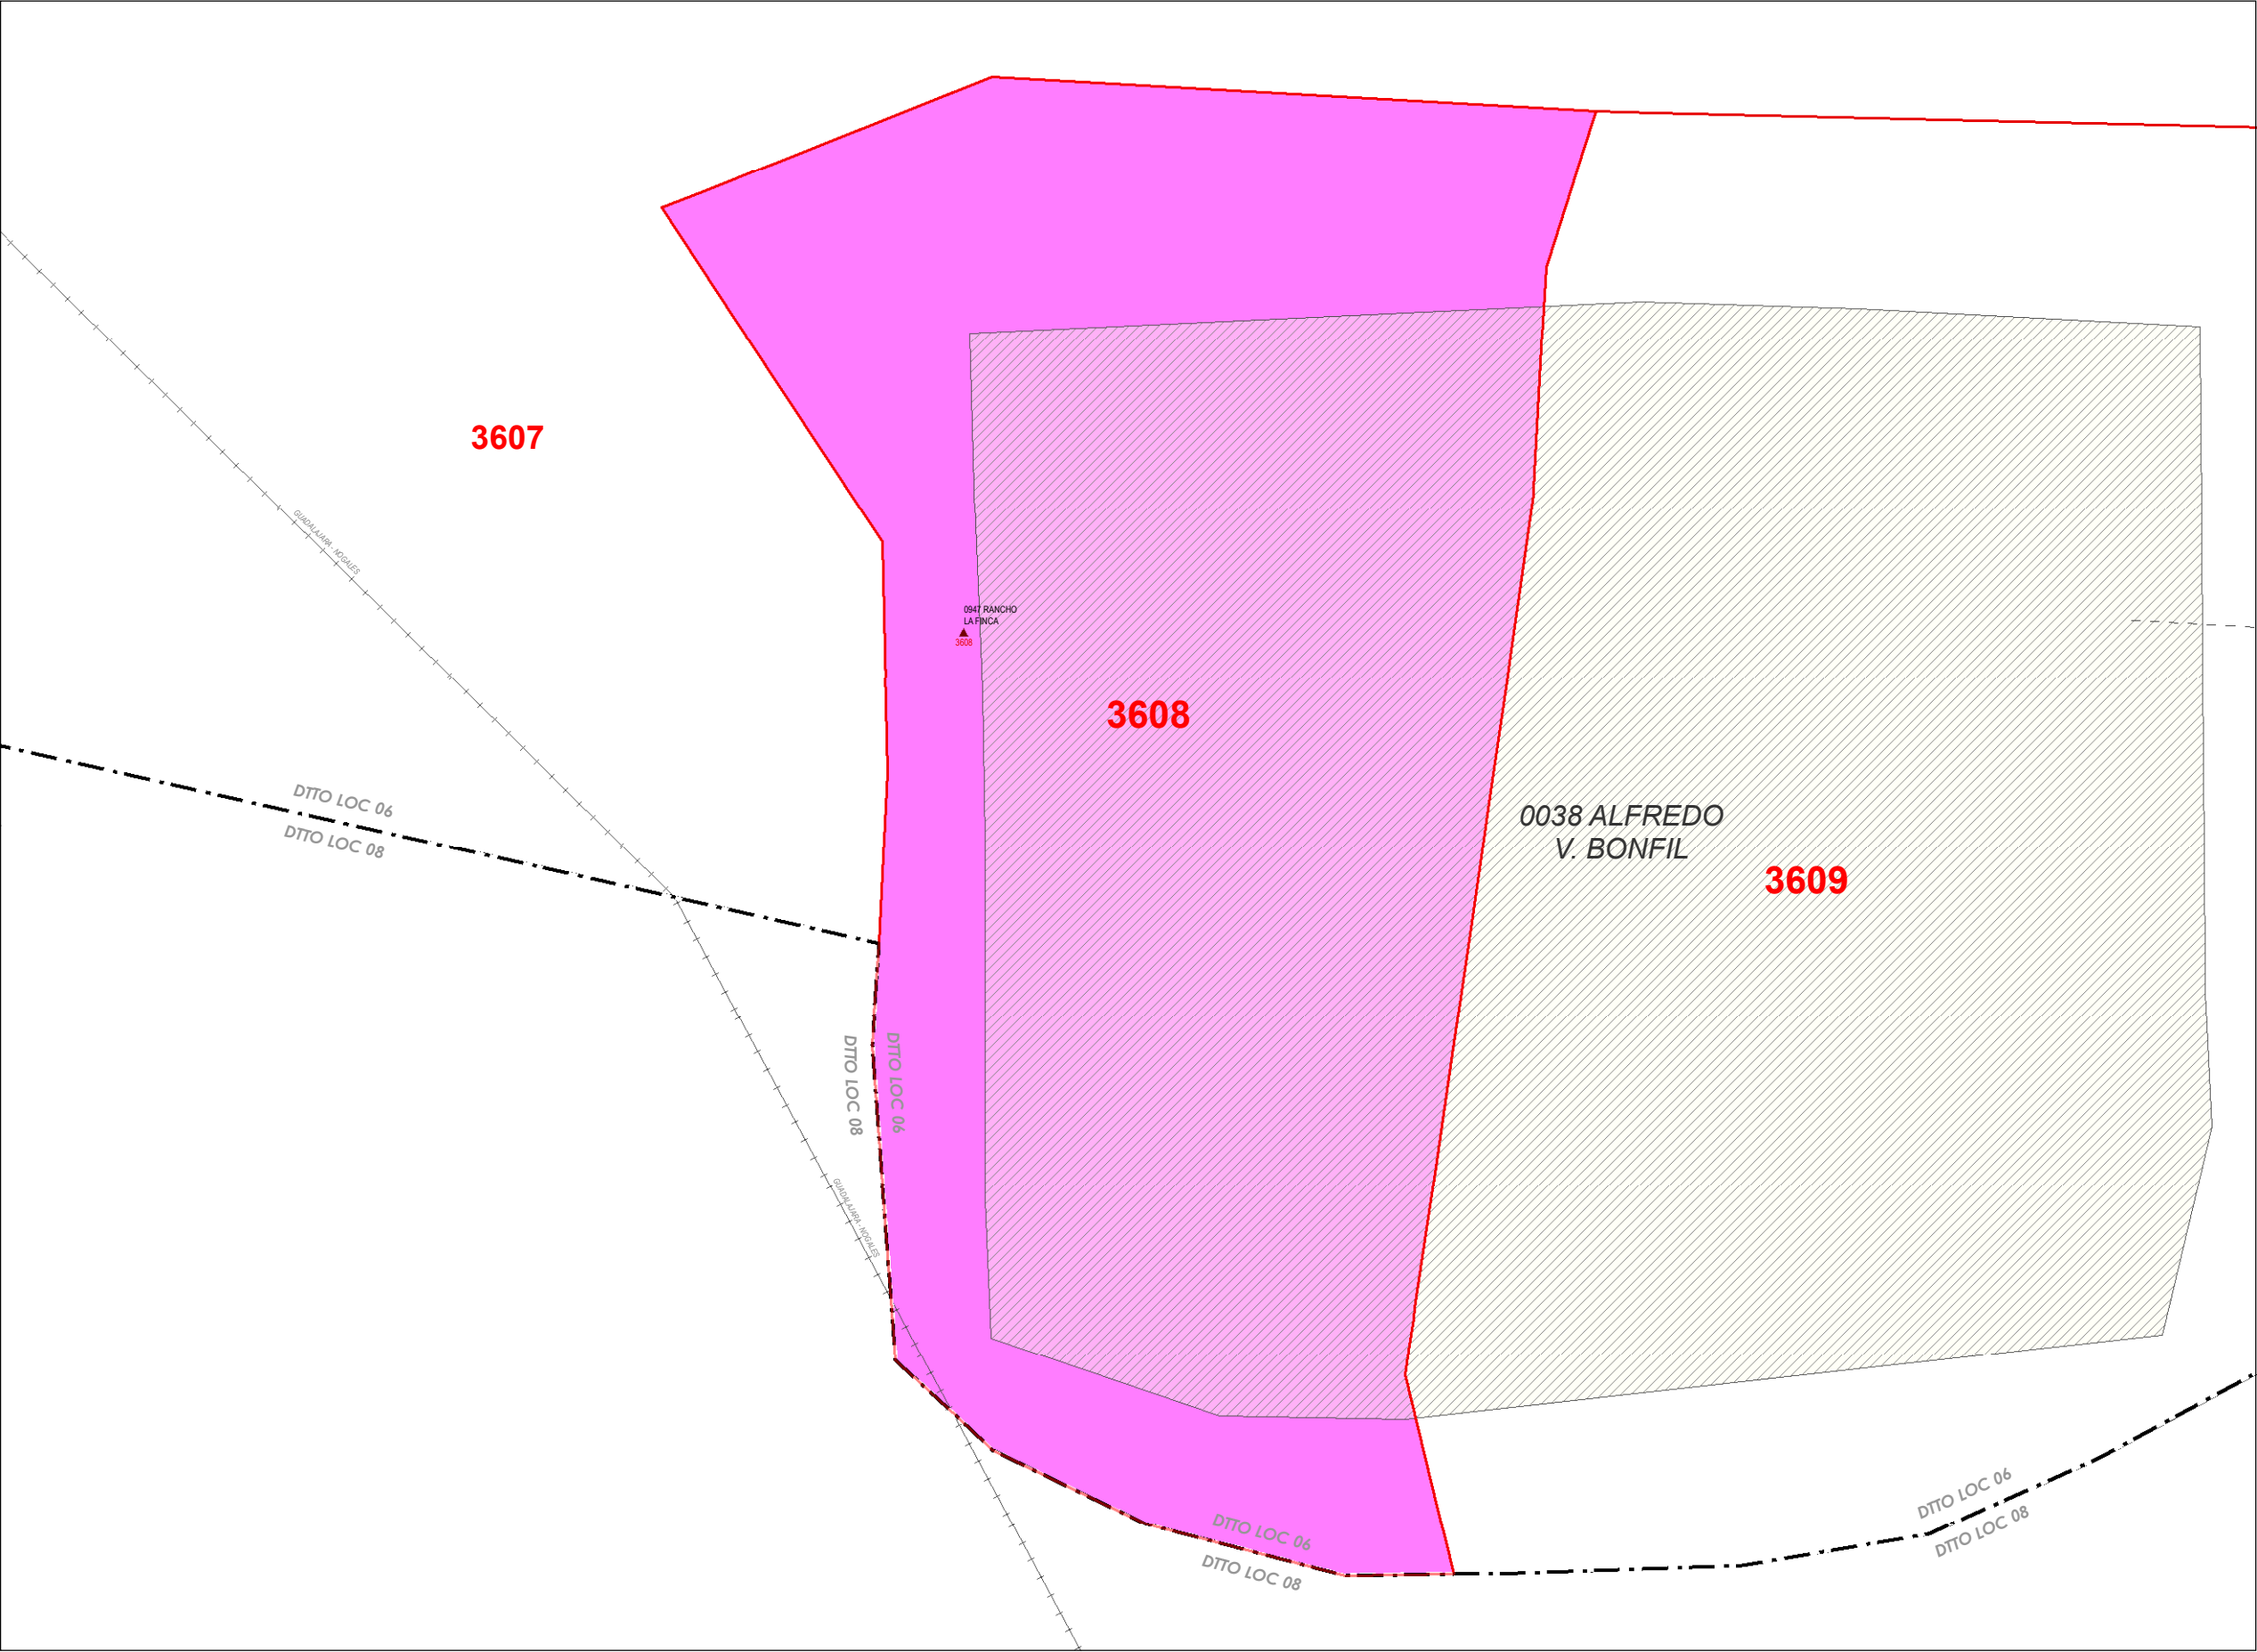 3607
GUADALAJARA - NOGALES
0947 RANCHO
LA FINCA
3608
3608
DTTO LOC 06
DTTO LOC 08
0038 ALFREDO
V. BONFIL
3609
DTTO LOC 08
DTTO LOC 06
GUADALAJARA - NOGALES
DTTO LOC 06
DTTO LOC 08
DTTO LOC 06
DTTO LOC 08